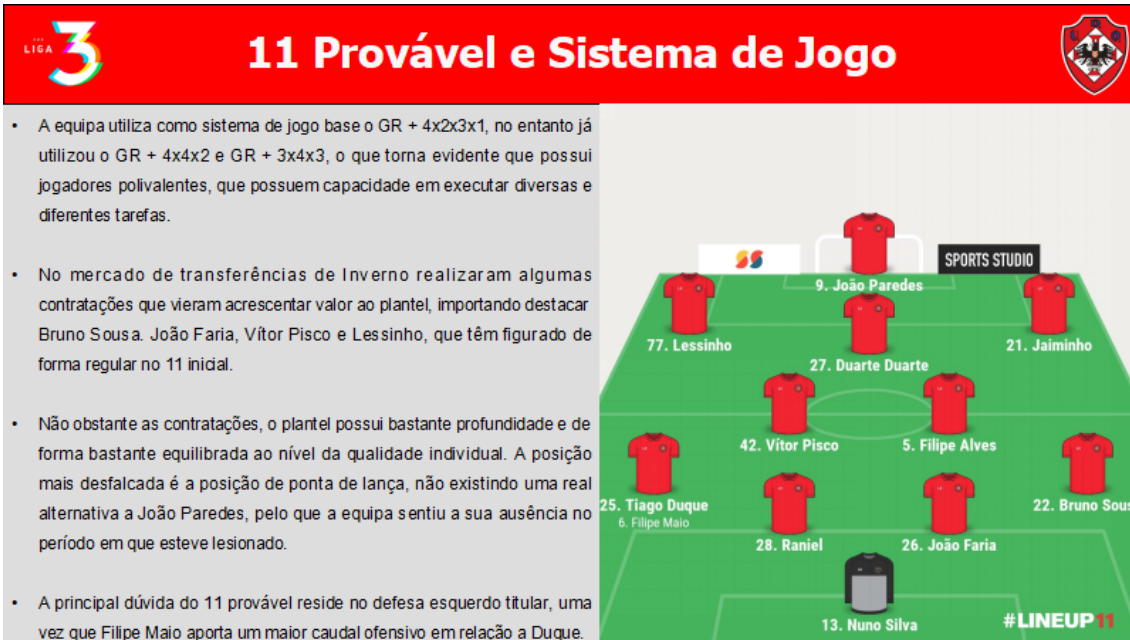 LIGA 3
11 Provável e Sistema de Jogo
• A equipa utiliza como sistema de jogo base o GR + 4x2x3x1, no entanto já
utilizou o GR + 4x4x2 e GR + 3x4x3, o que torna evidente que possui
jogadores polivalentes, que possuem capacidade em executar diversas e
diferentes tarefas.
• No mercado de transferências de Inverno realizaram algumas
contratações que vieram acrescentar valor ao plantel, importando destacar
Bruno Sousa. João Faria, Vítor Pisco e Lessinho, que têm figurado de
forma regular no 11 inicial.
• Não obstante as contratações, o plantel possui bastante profundidade e de
forma bastante equilibrada ao nível da qualidade individual. A posição
mais desfalcada é a posição de ponta de lança, não existindo uma real
alternativa a João Paredes, pelo que a equipa sentiu a sua ausência no
período em que esteve lesionado.
• A principal dúvida do 11 provável reside no defesa esquerdo titular, uma
vez que Filipe Maio aporta um maior caudal ofensivo em relação a Duque.
SPORTS STUDIO
9. João Paredes
77. Lessinho
21. Jaiminho
27. Duarte Duarte
42. Vítor Pisco
5. Filipe Alves
25. Tiago Duque
6. Filipe Maio
22. Bruno Sous
28. Raniel
26. João Faria
13. Nuno Silva
#LINEUP11